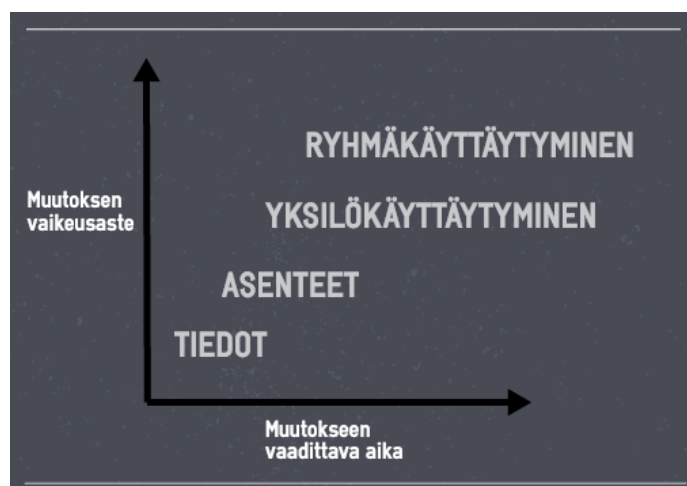 RYHMÄKÄYTTÄYTYMINEN
Muutoksen
vaikeusaste
YKSILÖKÄYTTÄYTYMINEN
ASENTEET
TIEDOT
Muutokseen
vaadittava aika